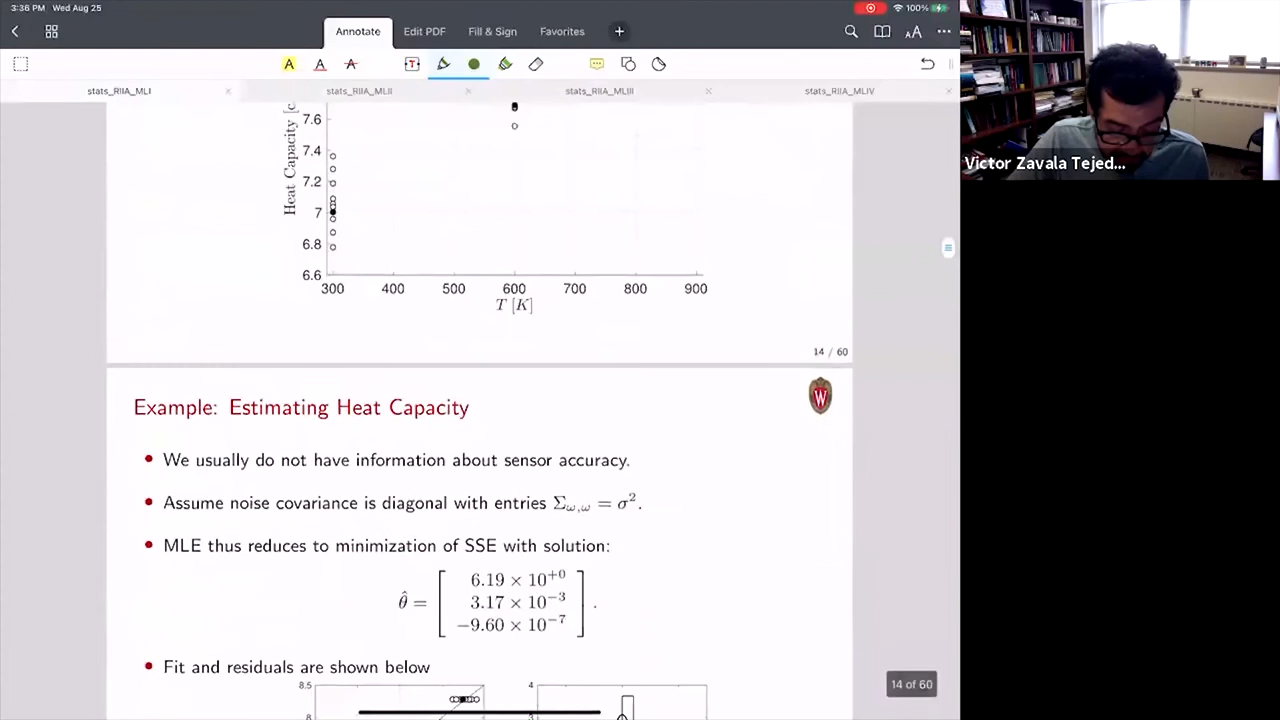 3:36 PM Wed Aug 25
100%
Annotate
Edit PDF
Fill & Sign
Favorites
stats_RIIA_MLI
stats_RIIA_MLII
stats_RIIA_MLIII
stats_RIIA_MLIV
Victor Zavala Tejed...
Heat Capacity [c
7.6
7.4
7.2
7
6.8
6.6
300 400 500 600 700 800 900
T [K]
14 / 60
Example: Estimating Heat Capacity
W
• We usually do not have information about sensor accuracy.
• Assume noise covariance is diagonal with entries Σω,ω = σ².
• MLE thus reduces to minimization of SSE with solution:
θ̂ = [ 6.19 × 10⁺⁰
3.17 × 10⁻³
−9.60 × 10⁻⁷ ] .
• Fit and residuals are shown below
8.5
8
4
3
14 of 60